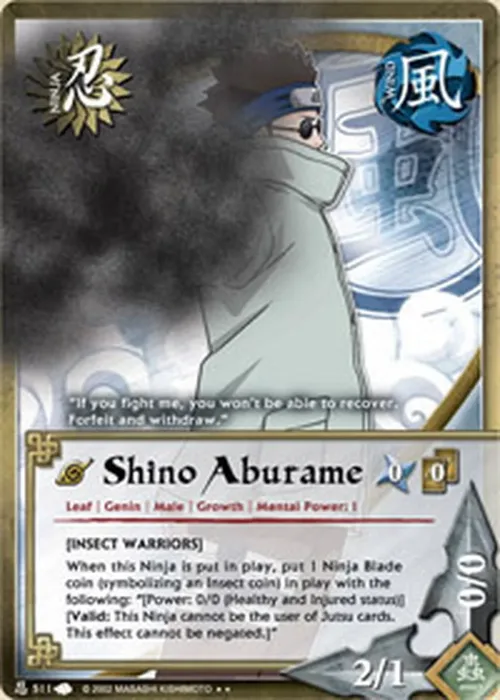 NINJA 忍
WIND 風
"If you fight me, you won't be able to recover.
Forfeit and withdraw."
Shino Aburame 0 0
Leaf | Genin | Male | Growth | Mental Power: 1
[INSECT WARRIORS]
When this Ninja is put in play, put 1 Ninja Blade
coin (symbolizing an Insect coin) in play with the
following: "[Power: 0/0 (Healthy and Injured status)]
[Valid: This Ninja cannot be the user of Jutsu cards.
This effect cannot be negated.]"
0/0
2/1
511 © 2002 MASASHI KISHIMOTO